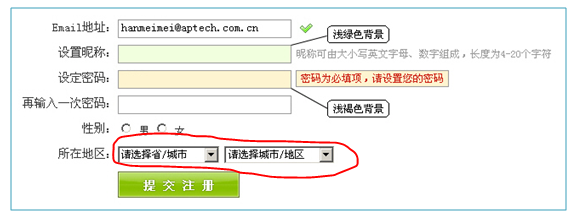 Email地址： hanmeimei@aptech.com.cn
浅绿色背景
设置昵称： 昵称可由大小写英文字母、数字组成，长度为4-20个字符
设定密码： 密码为必填项，请设置您的密码
再输入一次密码： 浅褐色背景
性别： 男 女
所在地区： 请选择省/城市 请选择城市/地区
提交注册